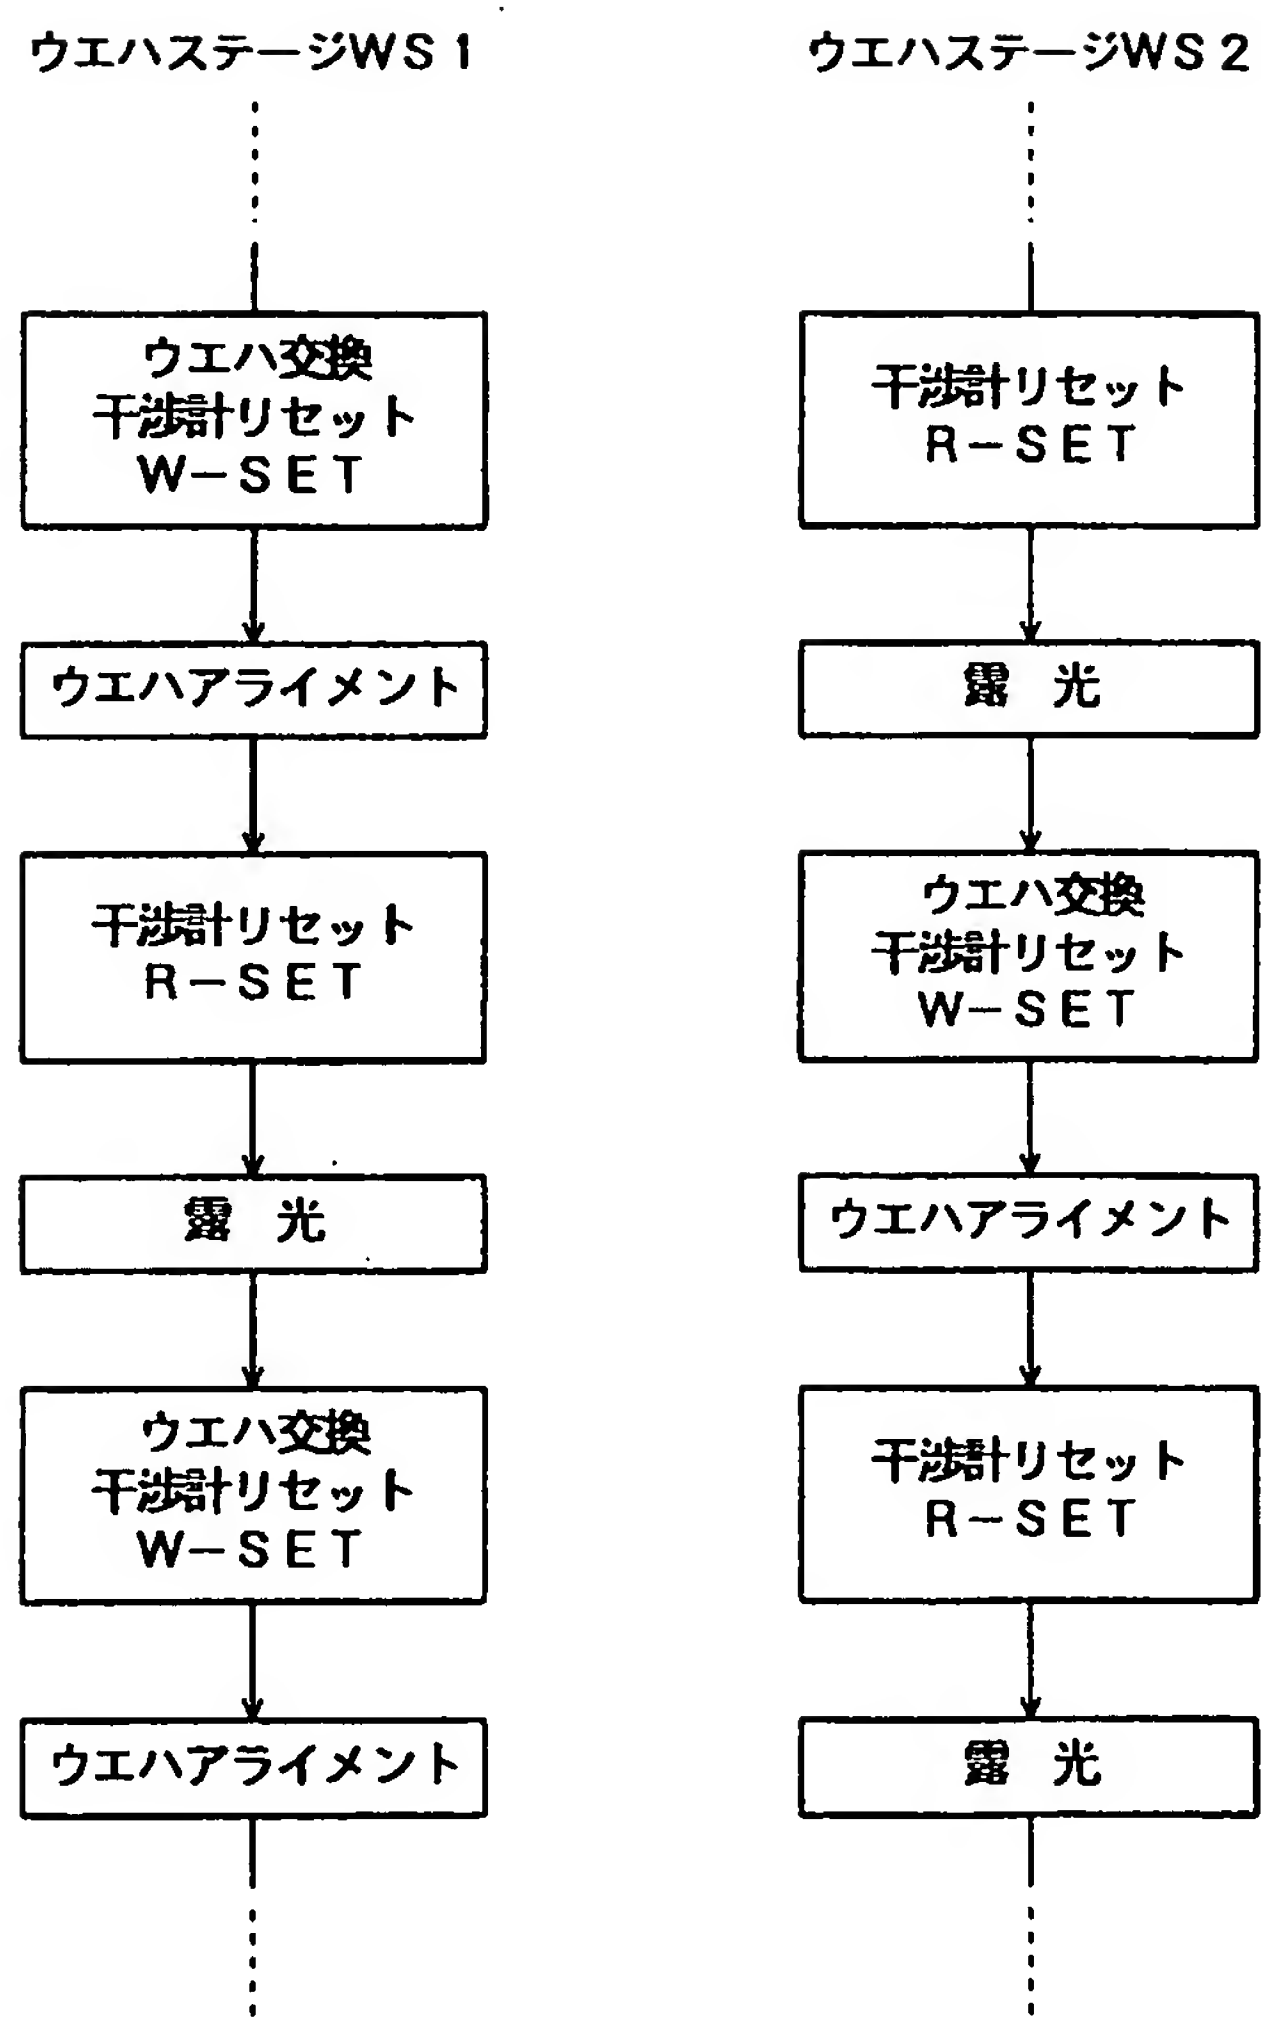 ウエハステージWS1
ウエハ交換
干渉計リセット
W-SET
ウエハアライメント
干渉計リセット
R-SET
露 光
ウエハ交換
干渉計リセット
W-SET
ウエハアライメント
ウエハステージWS2
干渉計リセット
R-SET
露 光
ウエハ交換
干渉計リセット
W-SET
ウエハアライメント
干渉計リセット
R-SET
露 光